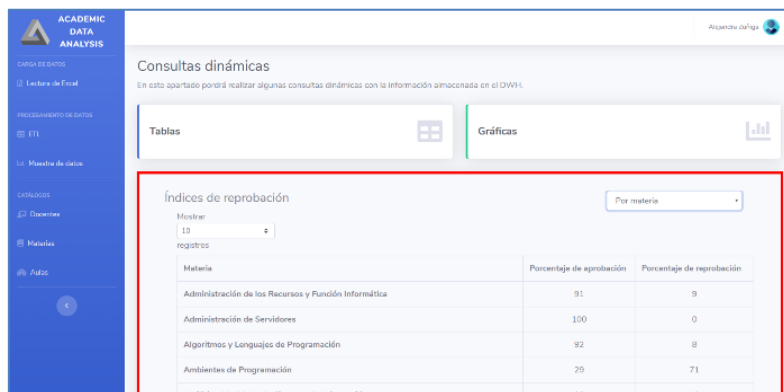 ACADEMIC
DATA
ANALYSIS
Alejandra Zuñiga
CARGA DE DATOS
Lectura de Excel
PROCESAMIENTO DE DATOS
ETL
Muestra de datos
CATÁLOGOS
Docentes
Materias
Aulas
Consultas dinámicas
En este apartado pordrá realizar algunas consultas dinámicas con la información almacenada en el DWH.
Tablas
Gráficas
Índices de reprobación
Por materia
Mostrar
10
registros
Materia Porcentaje de aprobación Porcentaje de reprobación
Administración de los Recursos y Función Informática 91 9
Administración de Servidores 100 0
Algoritmos y Lenguajes de Programación 92 8
Ambientes de Programación 29 71